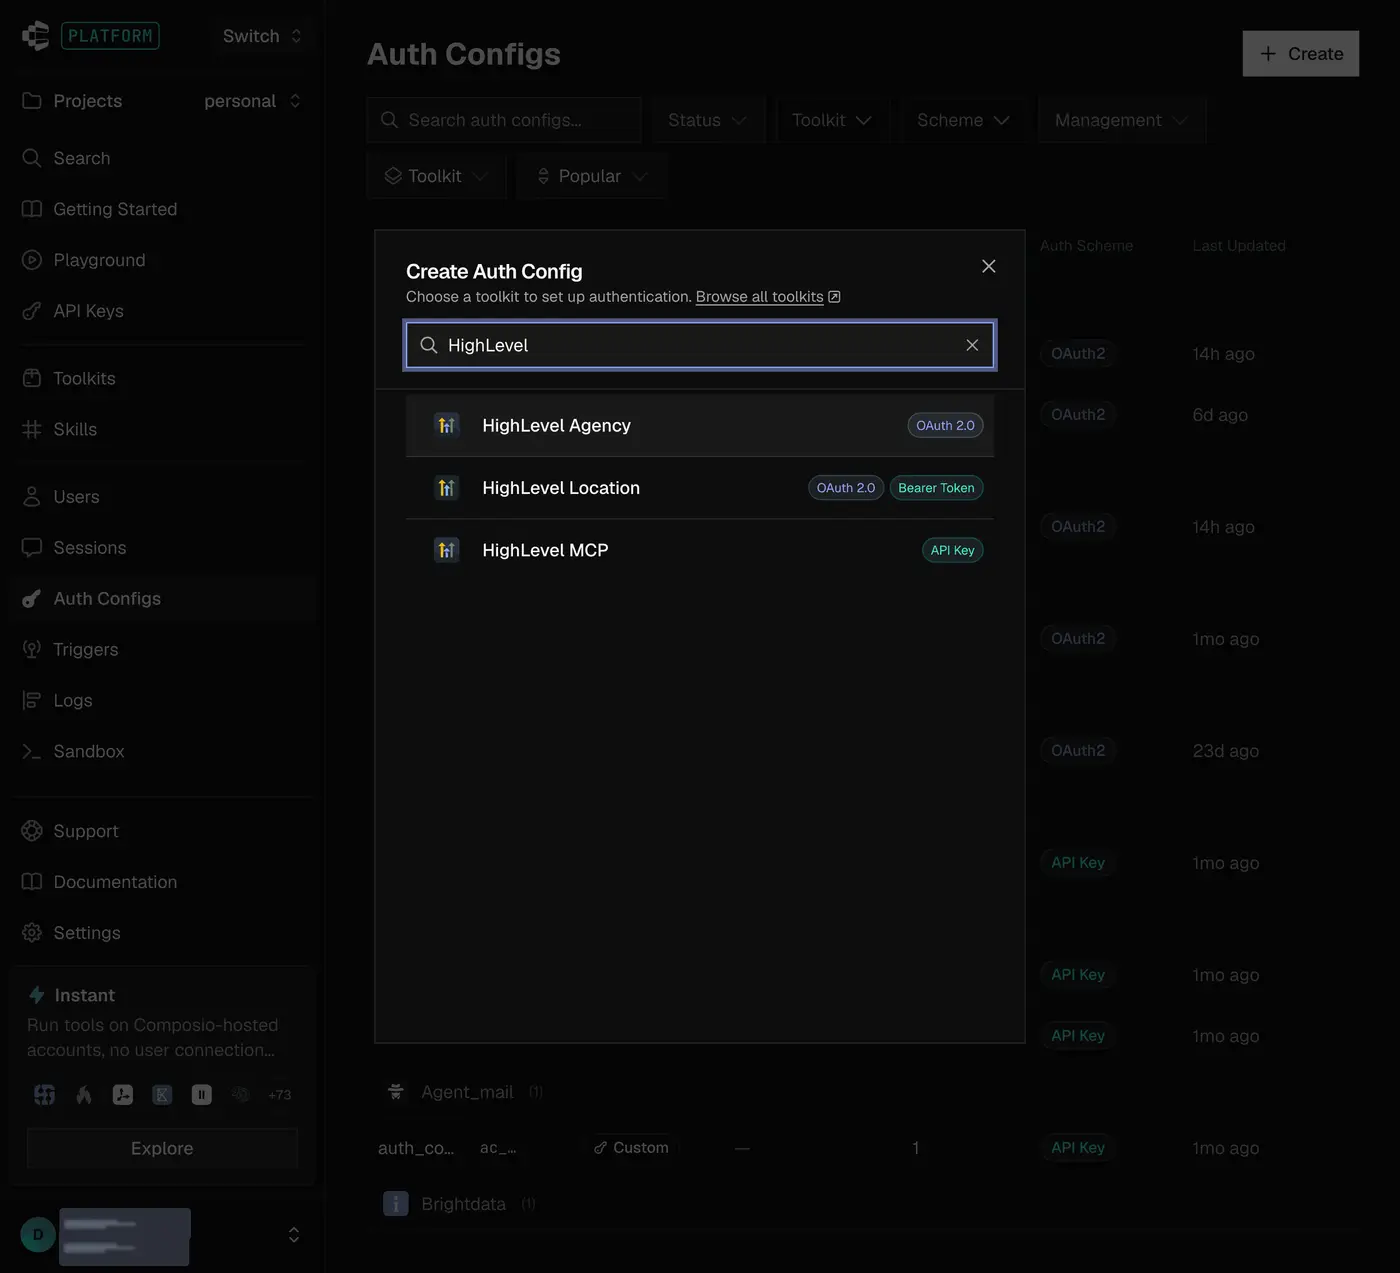 PLATFORM
Switch
Projects
personal
Search
Getting Started
Playground
API Keys
Toolkits
Skills
Users
Sessions
Auth Configs
Triggers
Logs
Sandbox
Support
Documentation
Settings
Instant
Run tools on Composio-hosted
accounts, no user connection...
+73
Explore
D
Auth Configs
+ Create
Search auth configs...
Status
Toolkit
Scheme
Management
Toolkit
Popular
Auth Scheme
Last Updated
Create Auth Config
Choose a toolkit to set up authentication. Browse all toolkits
HighLevel
HighLevel Agency
OAuth 2.0
HighLevel Location
OAuth 2.0
Bearer Token
HighLevel MCP
API Key
OAuth2
14h ago
OAuth2
6d ago
OAuth2
14h ago
OAuth2
1mo ago
OAuth2
23d ago
API Key
1mo ago
API Key
1mo ago
API Key
1mo ago
Agent_mail (1)
auth_co...
ac_...
Custom
—
1
API Key
1mo ago
Brightdata (1)